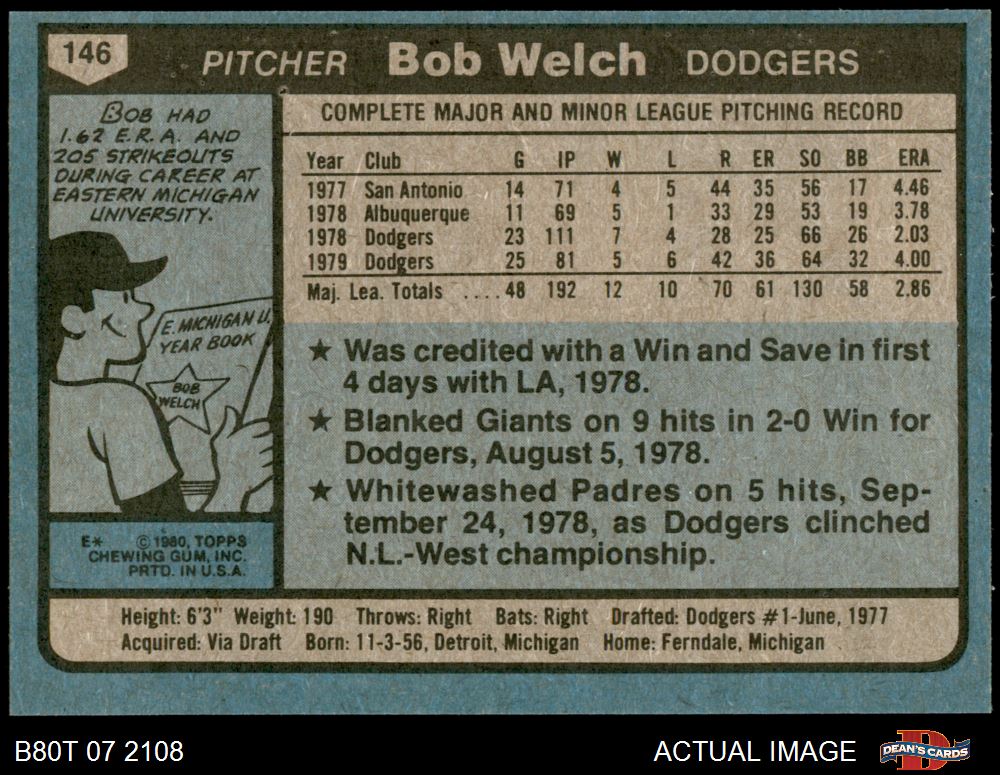 146
PITCHER Bob Welch DODGERS
BOB HAD
1.62 E.R.A. AND
205 STRIKEOUTS
DURING CAREER AT
EASTERN MICHIGAN
UNIVERSITY.
E. MICHIGAN U.
YEAR BOOK
BOB
WELCH
E* © 1980, TOPPS
CHEWING GUM, INC.
PRTD. IN U.S.A.
COMPLETE MAJOR AND MINOR LEAGUE PITCHING RECORD
Year Club G IP W L R ER SO BB ERA
1977 San Antonio 14 71 4 5 44 35 56 17 4.46
1978 Albuquerque 11 69 5 1 33 29 53 19 3.78
1978 Dodgers 23 111 7 4 28 25 66 26 2.03
1979 Dodgers 25 81 5 6 42 36 64 32 4.00
Maj. Lea. Totals ....48 192 12 10 70 61 130 58 2.86
★ Was credited with a Win and Save in first
4 days with LA, 1978.
★ Blanked Giants on 9 hits in 2-0 Win for
Dodgers, August 5, 1978.
★ Whitewashed Padres on 5 hits, Sep-
tember 24, 1978, as Dodgers clinched
N.L.-West championship.
Height: 6'3" Weight: 190 Throws: Right Bats: Right Drafted: Dodgers #1-June, 1977
Acquired: Via Draft Born: 11-3-56, Detroit, Michigan Home: Ferndale, Michigan
B80T 07 2108 ACTUAL IMAGE DEAN'S CARDS